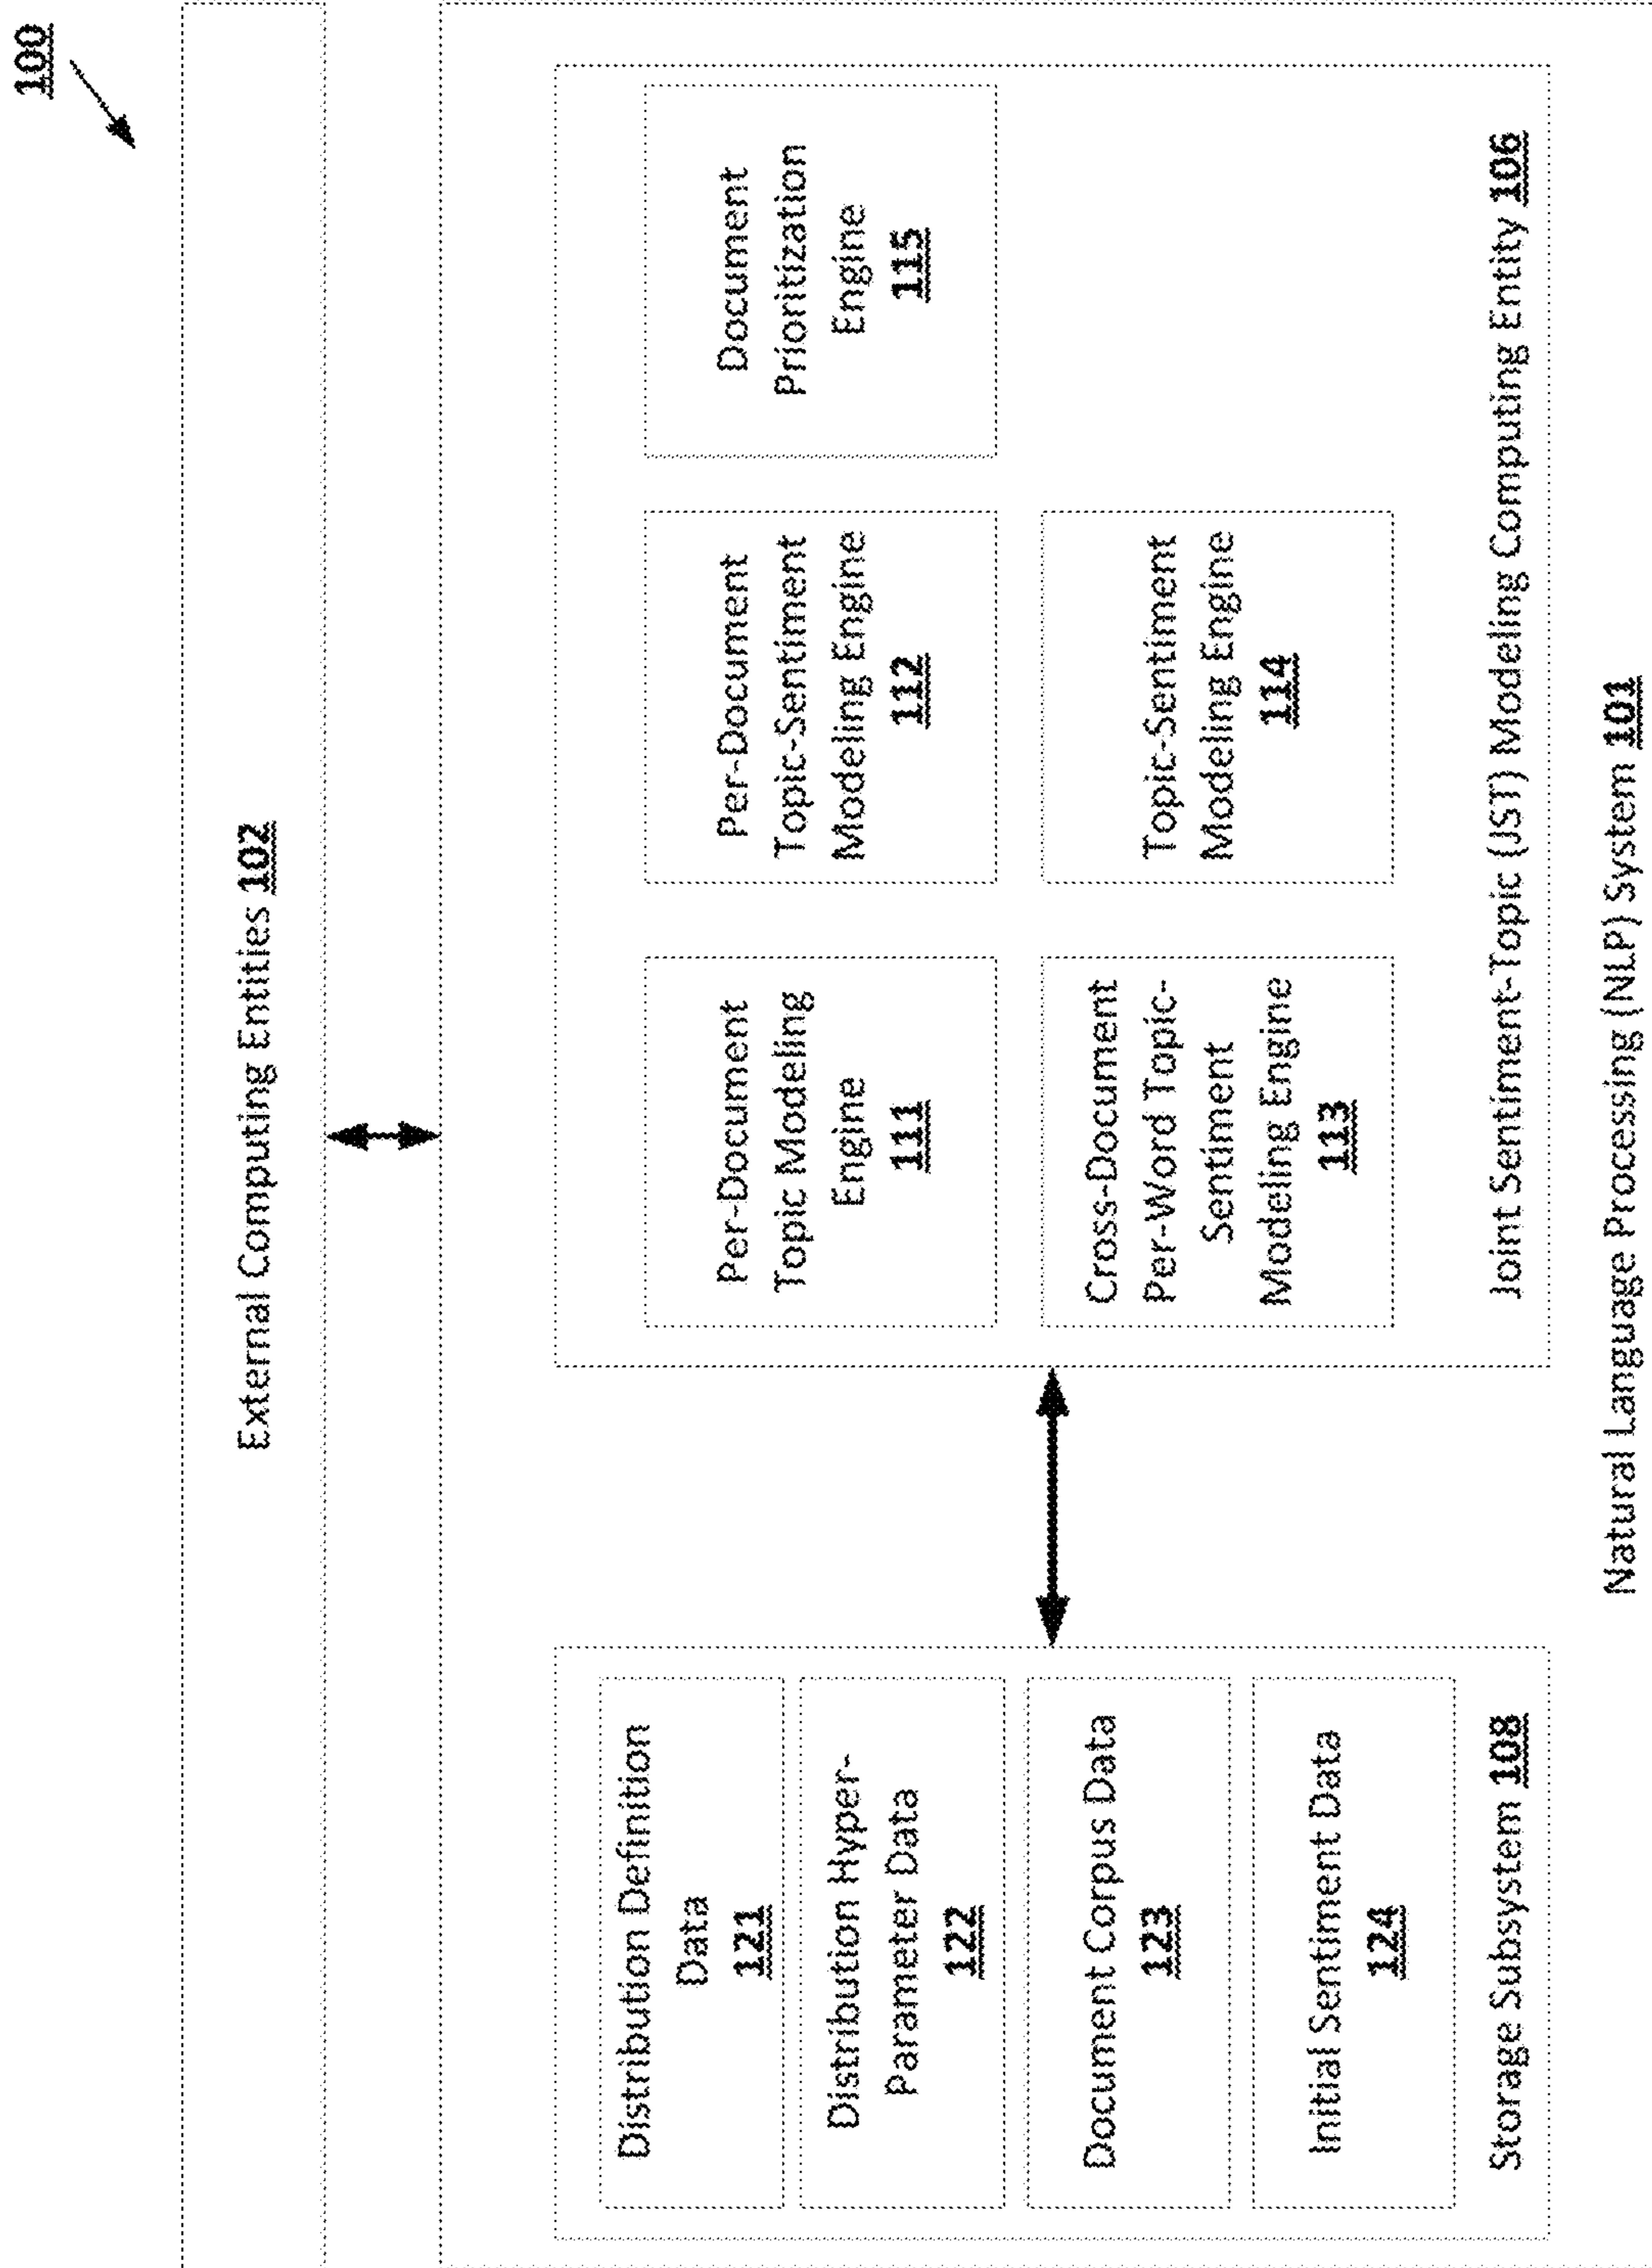 100
External Computing Entities 102
Distribution Definition
Data
121
Distribution Hyper-
Parameter Data
122
Document Corpus Data
123
Initial Sentiment Data
124
Storage Subsystem 108
Per-Document
Topic Modeling
Engine
111
Per-Document
Topic-Sentiment
Modeling Engine
112
Document
Prioritization
Engine
115
Cross-Document
Per-Word Topic-
Sentiment
Modeling Engine
113
Topic-Sentiment
Modeling Engine
114
Joint Sentiment-Topic (JST) Modeling Computing Entity 106
Natural Language Processing (NLP) System 101